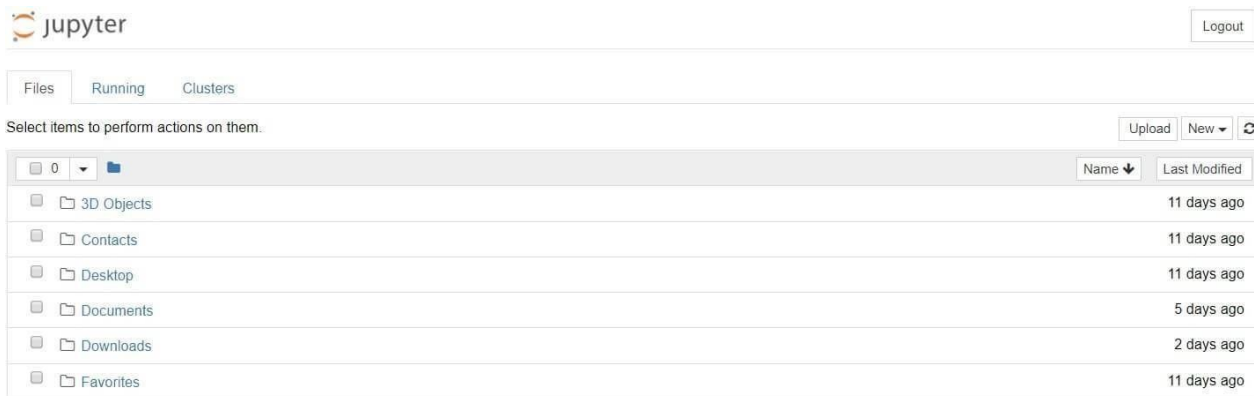 jupyter
Logout
Files Running Clusters
Select items to perform actions on them.
Upload New
0 Name Last Modified
3D Objects 11 days ago
Contacts 11 days ago
Desktop 11 days ago
Documents 5 days ago
Downloads 2 days ago
Favorites 11 days ago